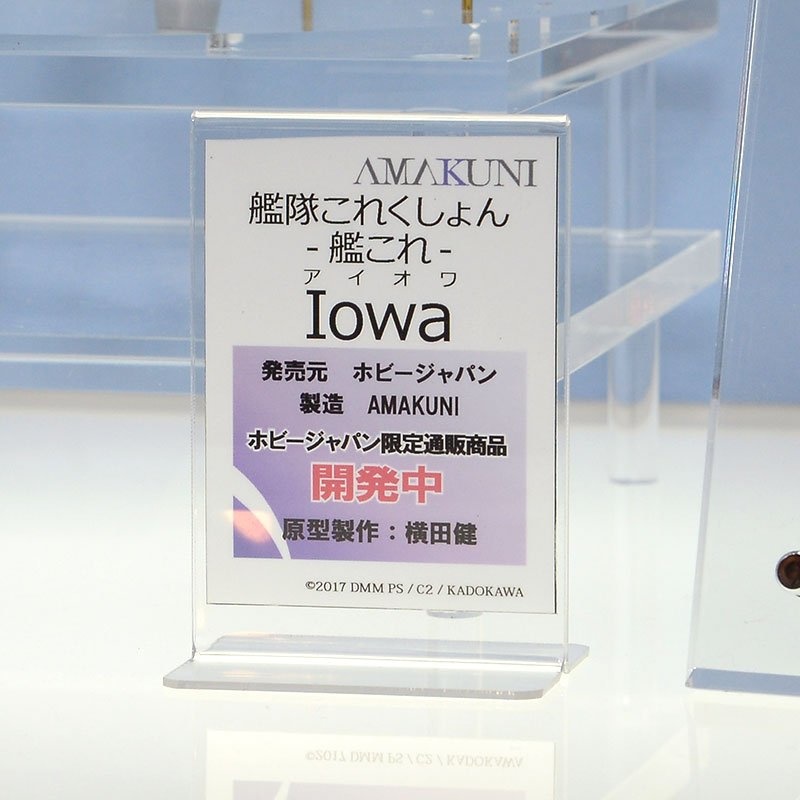 AMAKUNI
艦隊これくしょん
- 艦これ -
アイオワ
Iowa
発売元 ホビージャパン
製造 AMAKUNI
ホビージャパン限定通販商品
開発中
原型製作：横田健
©2017 DMM PS / C2 / KADOKAWA